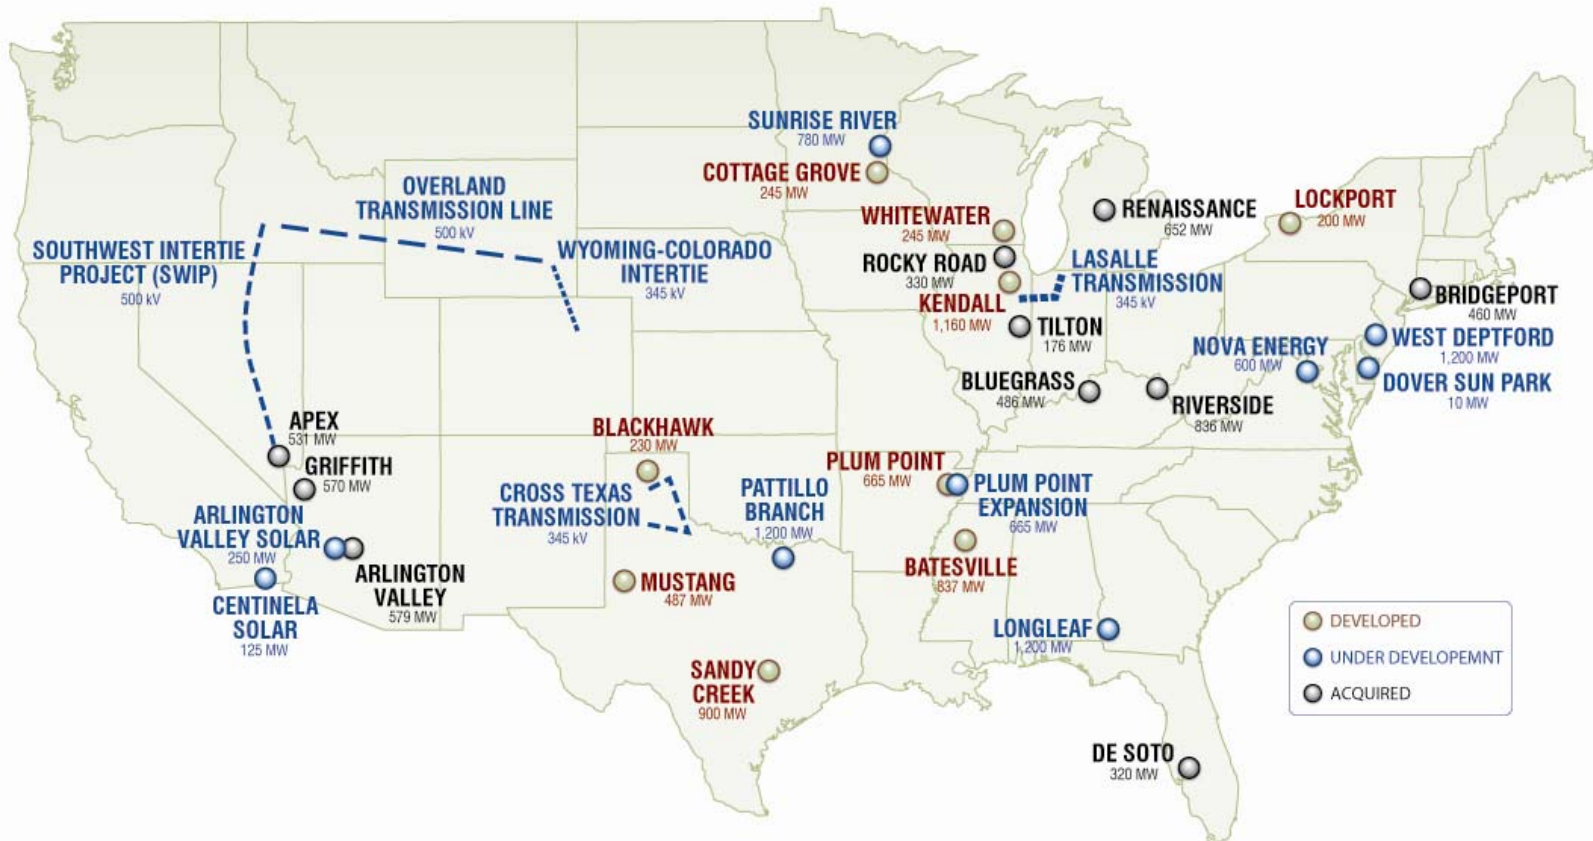 SUNRISE RIVER
780 MW
COTTAGE GROVE
245 MW
WHITEWATER
245 MW
ROCKY ROAD
330 MW
KENDALL
1,160 MW
RENAISSANCE
652 MW
LASALLE
TRANSMISSION
345 kV
TILTON
176 MW
LOCKPORT
200 MW
BRIDGEPORT
460 MW
WEST DEPTFORD
1,200 MW
DOVER SUN PARK
10 MW
NOVA ENERGY
600 MW
BLUEGRASS
486 MW
RIVERSIDE
836 MW
OVERLAND
TRANSMISSION LINE
500 kV
SOUTHWEST INTERTIE
PROJECT (SWIP)
500 kV
WYOMING-COLORADO
INTERTIE
345 kV
APEX
531 MW
GRIFFITH
570 MW
ARLINGTON
VALLEY SOLAR
250 MW
ARLINGTON
VALLEY
579 MW
CENTINELA
SOLAR
125 MW
BLACKHAWK
230 MW
CROSS TEXAS
TRANSMISSION
345 kV
PATTILLO
BRANCH
1,200 MW
MUSTANG
487 MW
SANDY
CREEK
900 MW
PLUM POINT
665 MW
PLUM POINT
EXPANSION
665 MW
BATESVILLE
837 MW
LONGLEAF
1,200 MW
DE SOTO
320 MW
DEVELOPED
UNDER DEVELOPEMNT
ACQUIRED